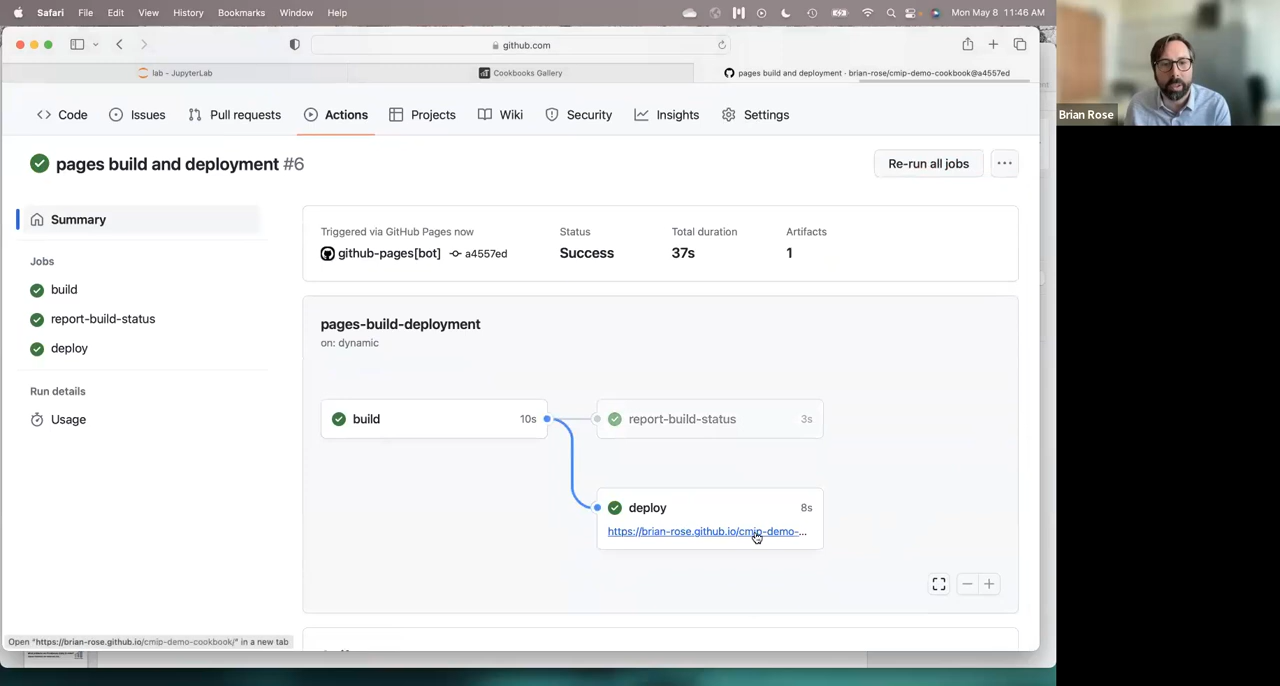 Safari File Edit View History Bookmarks Window Help Mon May 8 11:46 AM
github.com
lab - JupyterLab Cookbooks Gallery pages build and deployment · brian-rose/cmip-demo-cookbook@a4557ed
Code Issues Pull requests Actions Projects Wiki Security Insights Settings
Brian Rose
pages build and deployment #6 Re-run all jobs
Summary
Jobs
build
report-build-status
deploy
Run details
Usage
Triggered via GitHub Pages now Status Total duration Artifacts
github-pages[bot] a4557ed Success 37s 1
pages-build-deployment
on: dynamic
build 10s report-build-status 3s
deploy 8s
https://brian-rose.github.io/cmip-demo-...
Open "https://brian-rose.github.io/cmip-demo-cookbook/" in a new tab